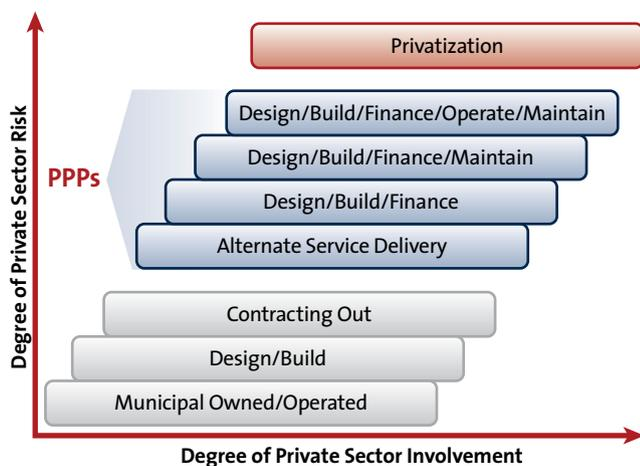 Privatization
Design/Build/Finance/Operate/Maintain
Design/Build/Finance/Maintain
PPPs
Design/Build/Finance
Alternate Service Delivery
Contracting Out
Design/Build
Municipal Owned/Operated
Degree of Private Sector Risk
Degree of Private Sector Involvement